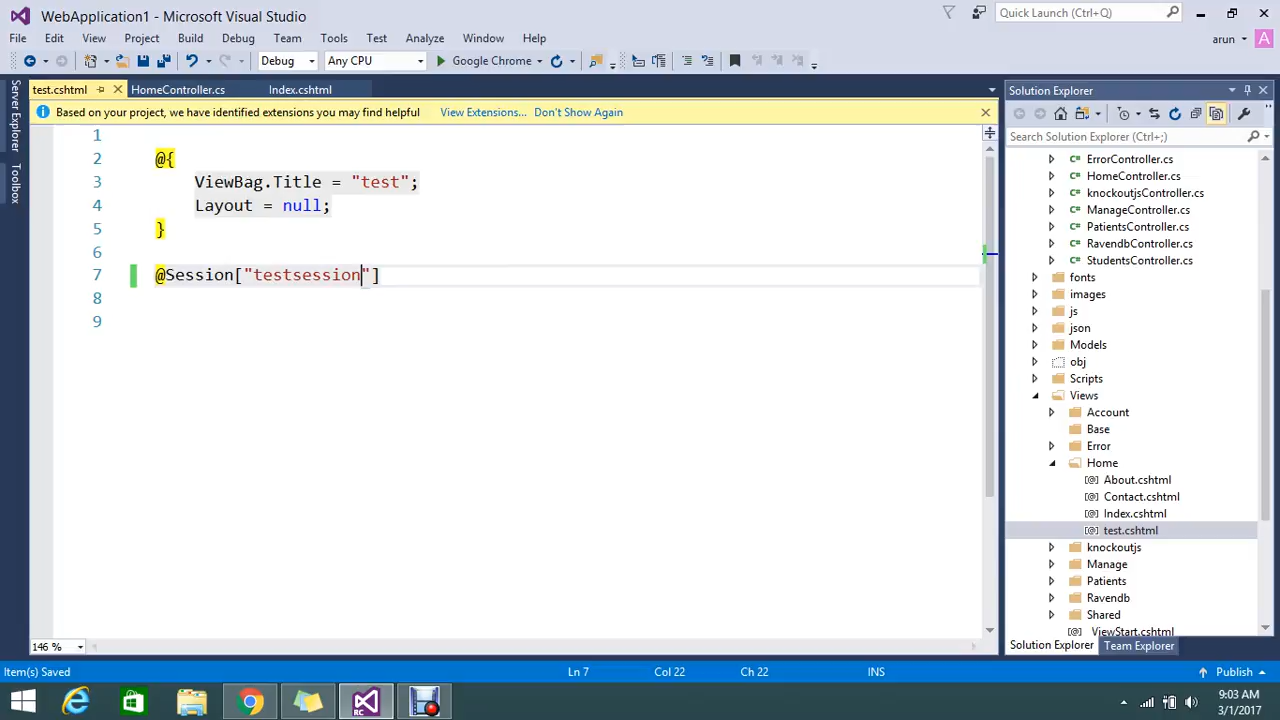 WebApplication1 - Microsoft Visual Studio
Quick Launch (Ctrl+Q)
File Edit View Project Build Debug Team Tools Test Analyze Window Help
arun A
Debug Any CPU Google Chrome
test.cshtml HomeController.cs Index.cshtml
Based on your project, we have identified extensions you may find helpful View Extensions... Don't Show Again
Server Explorer
Toolbox
1
2 @{
3 ViewBag.Title = "test";
4 Layout = null;
5 }
6
7 @Session["testsession"]
8
9
146 %
Solution Explorer
Search Solution Explorer (Ctrl+;)
C# ErrorController.cs
C# HomeController.cs
C# knockoutjsController.cs
C# ManageController.cs
C# PatientsController.cs
C# RavendbController.cs
C# StudentsController.cs
fonts
images
js
json
Models
obj
Scripts
Views
Account
Base
Error
Home
[@] About.cshtml
[@] Contact.cshtml
[@] Index.cshtml
[@] test.cshtml
knockoutjs
Manage
Patients
Ravendb
Shared
[@] ViewStart.cshtml
Solution Explorer Team Explorer
Item(s) Saved Ln 7 Col 22 Ch 22 INS Publish
RC
9:03 AM
3/1/2017